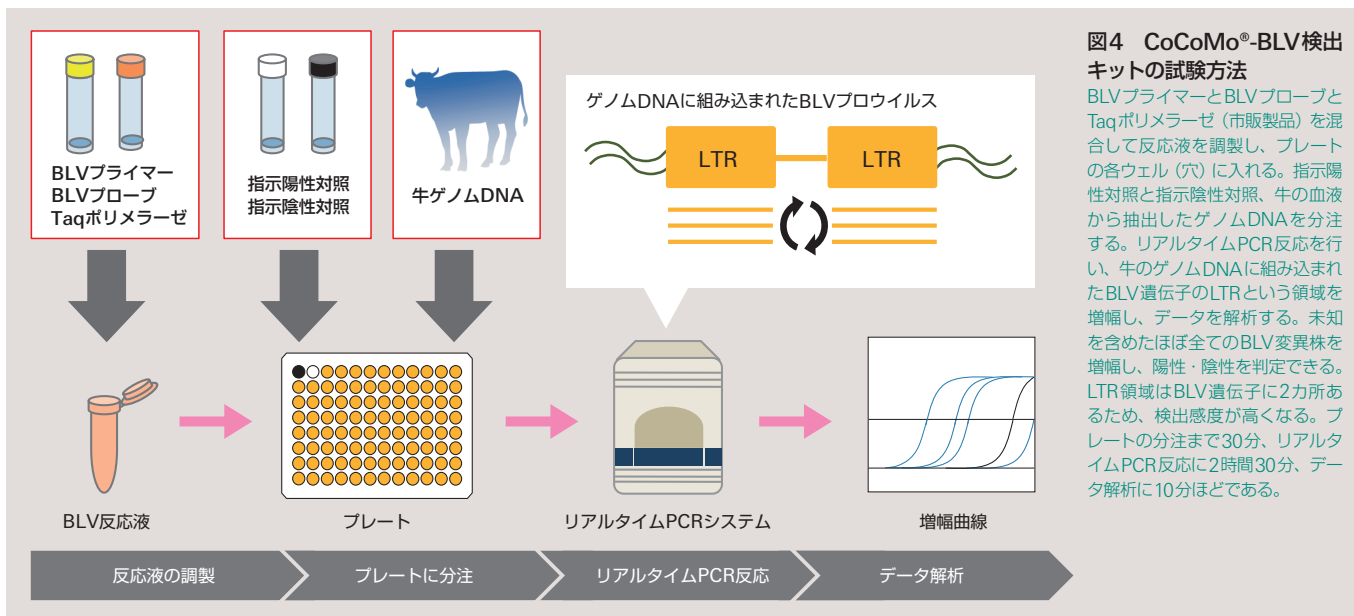 BLVプライマー
BLVプローブ
Taqポリメラーゼ
指示陽性対照
指示陰性対照
牛ゲノムDNA
ゲノムDNAに組み込まれたBLVプロウイルス
LTR
LTR
BLV反応液
プレート
リアルタイムPCRシステム
増幅曲線
反応液の調製
プレートに分注
リアルタイムPCR反応
データ解析
図4 CoCoMo®-BLV検出
キットの試験方法
BLVプライマーとBLVプローブと
Taqポリメラーゼ(市販製品)を混
合して反応液を調製し、プレート
の各ウェル(穴)に入れる。指示陽
性対照と指示陰性対照、牛の血液
から抽出したゲノムDNAを分注
する。リアルタイムPCR反応を行
い、牛のゲノムDNAに組み込まれ
たBLV遺伝子のLTRという領域を
増幅し、データを解析する。未知
を含めたほぼ全てのBLV変異株を
増幅し、陽性・陰性を判定できる。
LTR領域はBLV遺伝子に2カ所あ
るため、検出感度が高くなる。プ
レートの分注まで30分、リアルタ
イムPCR反応に2時間30分、デー
タ解析に10分ほどである。